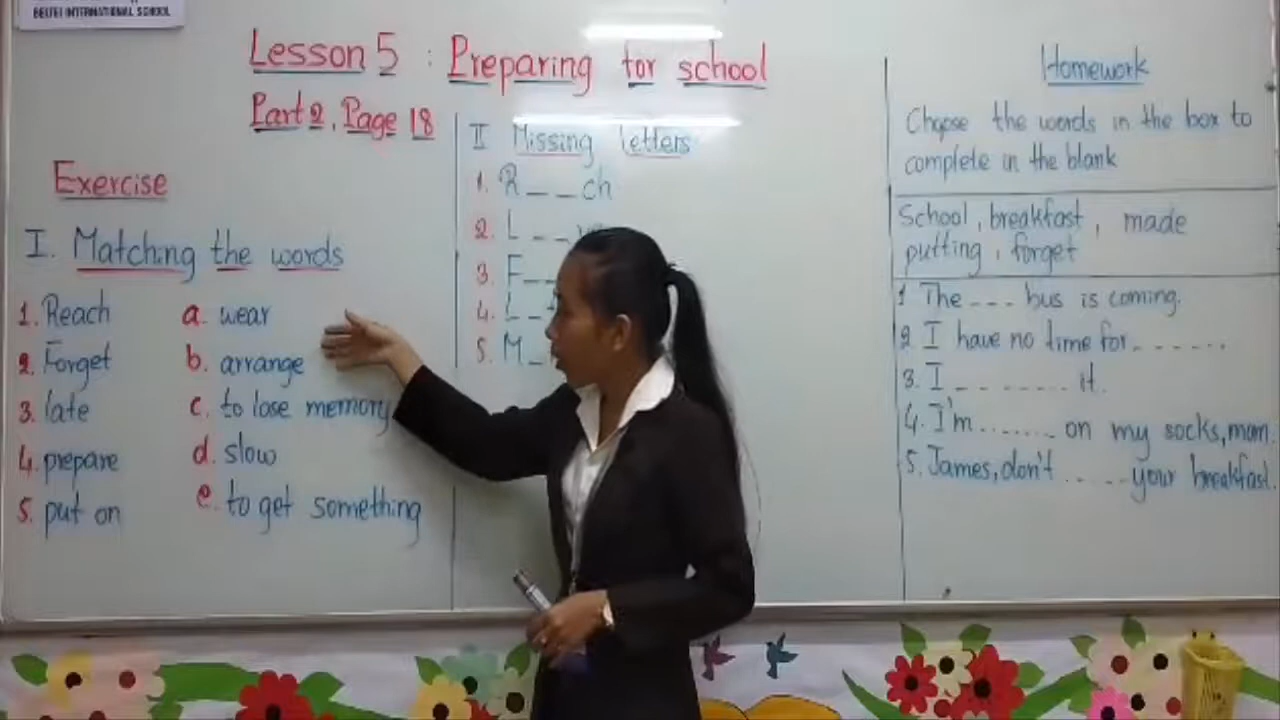 BELTEI INTERNATIONAL SCHOOL
Lesson 5 : Preparing for school
Part 2, Page 18
Exercise
I. Matching the words
1. Reach a. wear
2. Forget b. arrange
3. late c. to lose memory
4. prepare d. slow
5. put on e. to get something
II Missing letters
1. R _ _ ch
2. L _ _
3. F _
4. L _
5. M _
Homework
Choose the words in the box to
complete in the blank
School, breakfast, made
putting, forget
1 The _ _ _ bus is coming.
2 I have no time for. . . . . . .
3. I _ _ _ _ _ _ _ it.
4. I'm ........ on my socks, mom.
5. James, don't ......your breakfast.